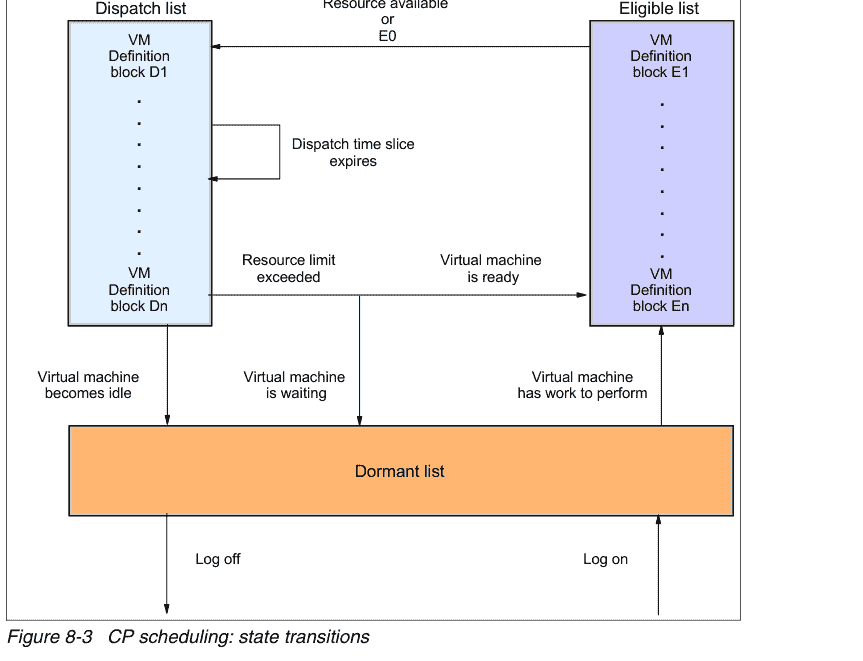 Dispatch list
Resource available
or
E0
Eligible list
VM
Definition
block D1
VM
Definition
block E1
Dispatch time slice
expires
Resource limit
exceeded
Virtual machine
is ready
VM
Definition
block Dn
VM
Definition
block En
Virtual machine
becomes idle
Virtual machine
is waiting
Virtual machine
has work to perform
Dormant list
Log off
Log on
Figure 8-3 CP scheduling: state transitions